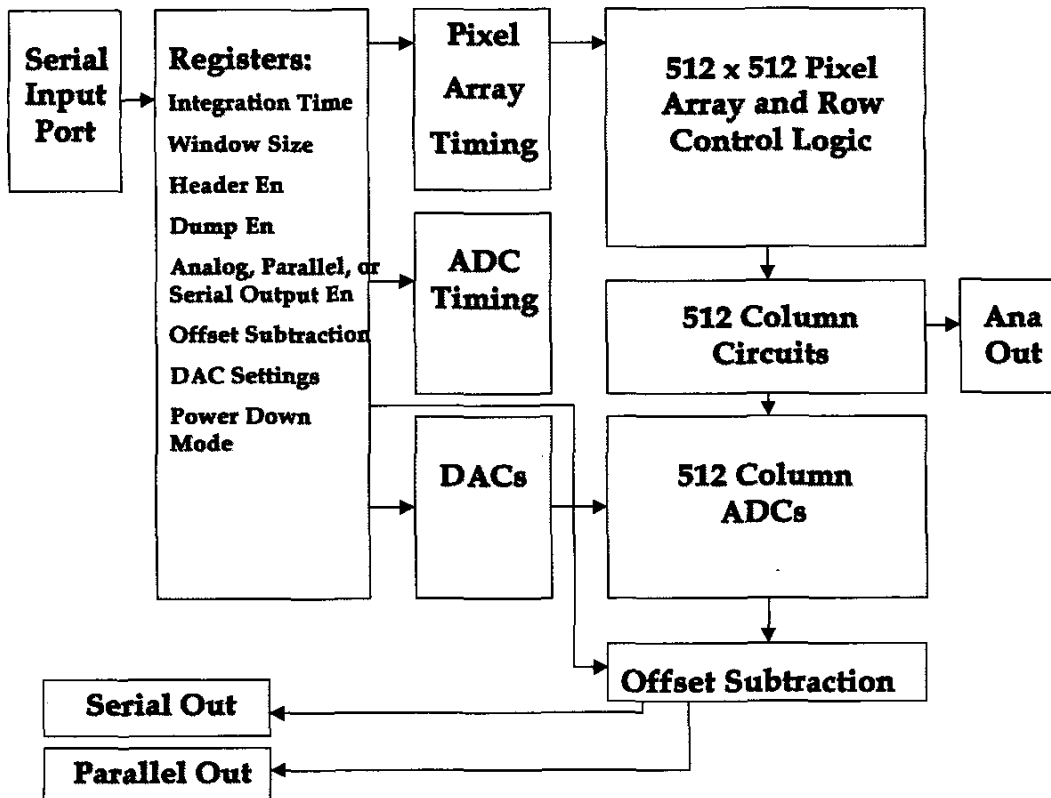 Serial
Input
Port
Registers:
Integration Time
Window Size
Header En
Dump En
Analog, Parallel, or
Serial Output En
Offset Subtraction
DAC Settings
Power Down
Mode
Pixel
Array
Timing
ADC
Timing
DACs
512 x 512 Pixel
Array and Row
Control Logic
512 Column
Circuits
Ana
Out
512 Column
ADCs
Offset Subtraction
Serial Out
Parallel Out